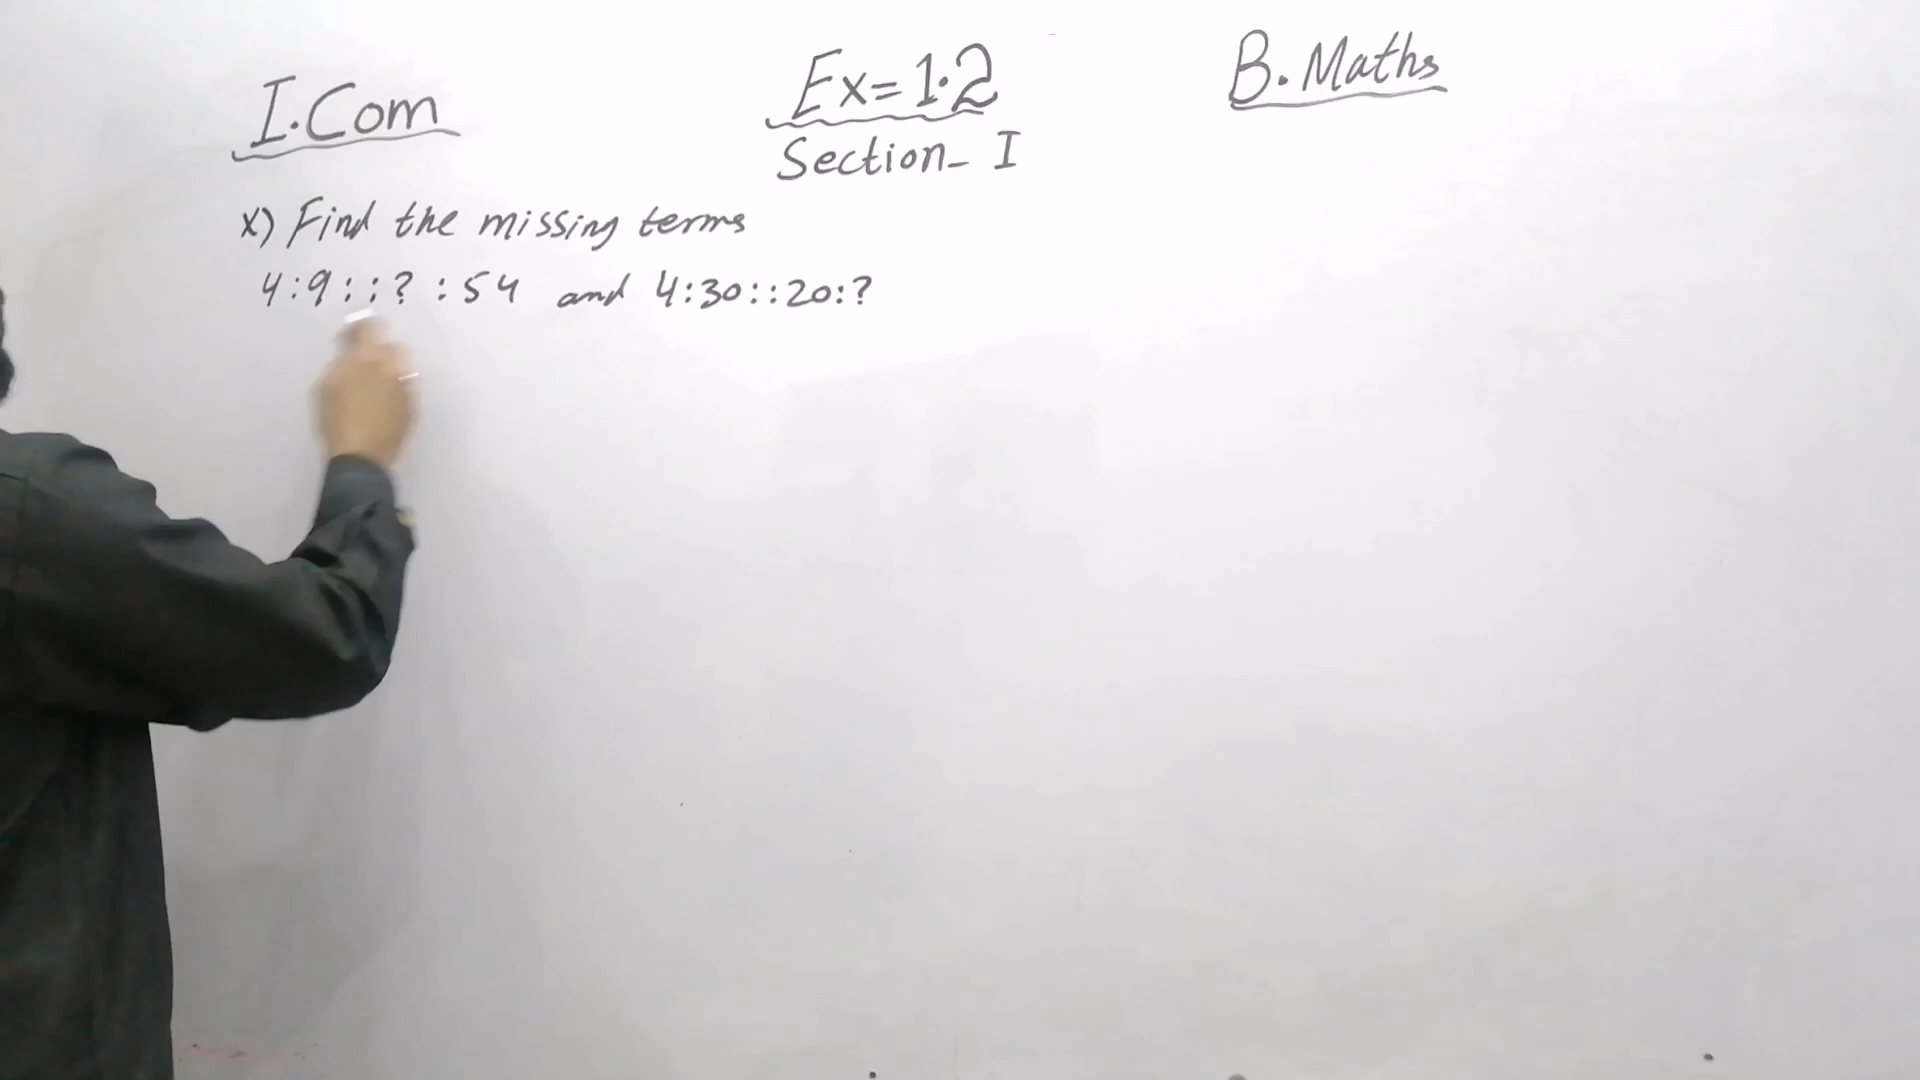 I.Com
Ex=1.2
B.Maths
Section-I
x) Find the missing terms
4:9::?:54 and 4:30::20:?